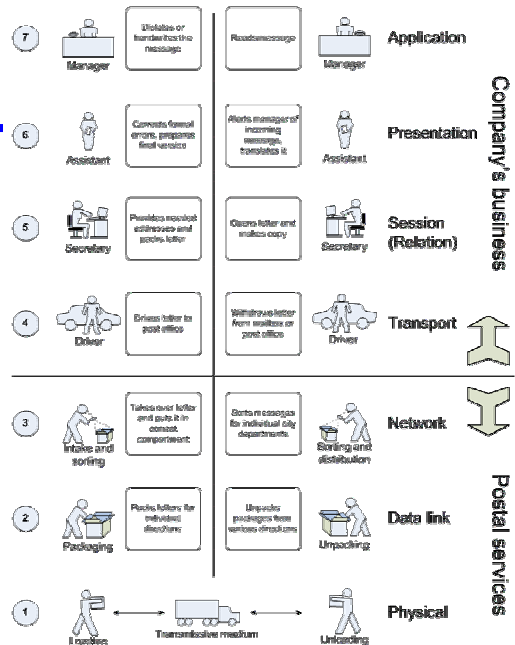 7
Manager
Dictates or
handwrites the
message
Reads message
Manager
Application
6
Assistant
Corrects formal
errors, prepares
final version
Alerts manager of
incoming
message,
translates it
Assistant
Presentation
5
Secretary
Provides needed
addresses and
packs letter
Opens letter and
makes copy
Secretary
Session
(Relation)
Company's business
4
Driver
Drives letter to
post office
Withdraws letter
from mailbox or
post office
Driver
Transport
3
Intake and
sorting
Takes over letter
and puts it in
correct
compartment
Sorts messages
for individual city
departments
Sorting and
distribution
Network
2
Packaging
Packs letters for
individual
directions
Unpacks
packages from
various directions
Unpacking
Data link
Postal services
1
Loading
Transmissive medium
Unloading
Physical